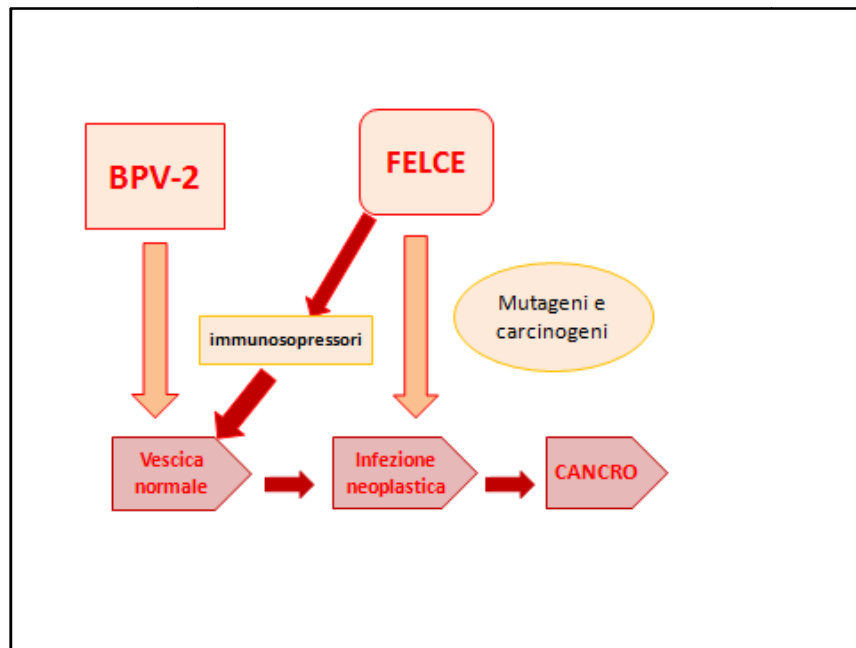 BPV-2
FELCE
immunosopressori
Mutageni e
carcinogeni
Vescica
normale
Infezione
neoplastica
CANCRO